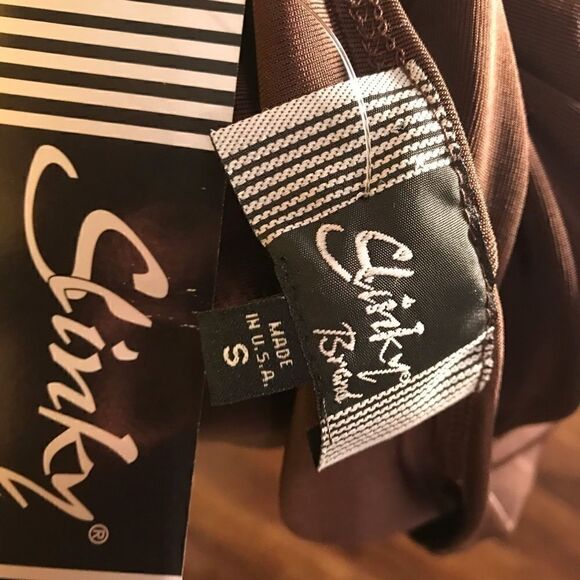 Slinky®
Slinky
Brand
MADE
IN U.S.A.
S